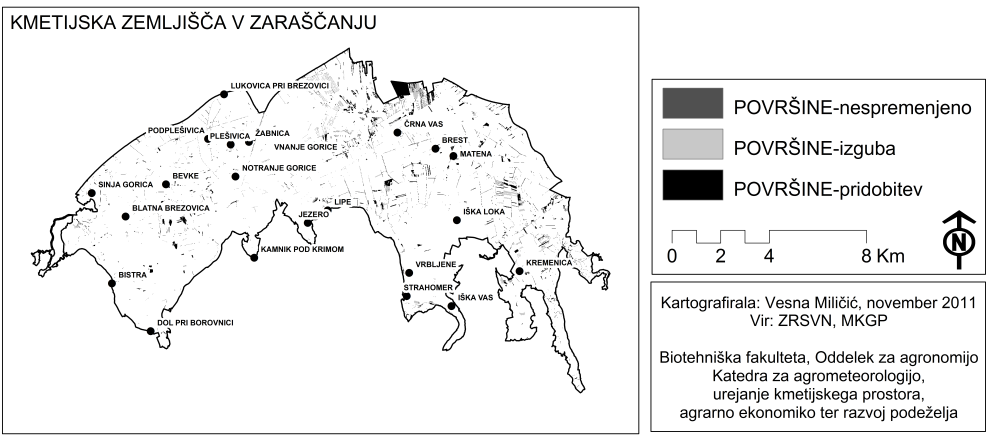 KMETIJSKA ZEMLJIŠČA V ZARAŠČANJU
LUKOVICA PRI BREZOVICI
PODPLEŠIVICA
PLEŠIVICA
ŽABNICA
VNANJE GORICE
ČRNA VAS
BREST
MATENA
SINJA GORICA
BEVKE
NOTRANJE GORICE
BLATNA BREZOVICA
LIPE
JEZERO
IŠKA LOKA
KAMNIK POD KRIMOM
BISTRA
VRBLJENE
KREMENICA
STRAHOMER
IŠKA VAS
DOL PRI BOROVNICI
POVRŠINE-nespremenjeno
POVRŠINE-izguba
POVRŠINE-pridobitev
0 2 4 8 Km
N
Kartografirala: Vesna Miličić, november 2011
Vir: ZRSVN, MKGP
Biotehniška fakulteta, Oddelek za agronomijo
Katedra za agrometeorologijo,
urejanje kmetijskega prostora,
agrarno ekonomiko ter razvoj podeželja